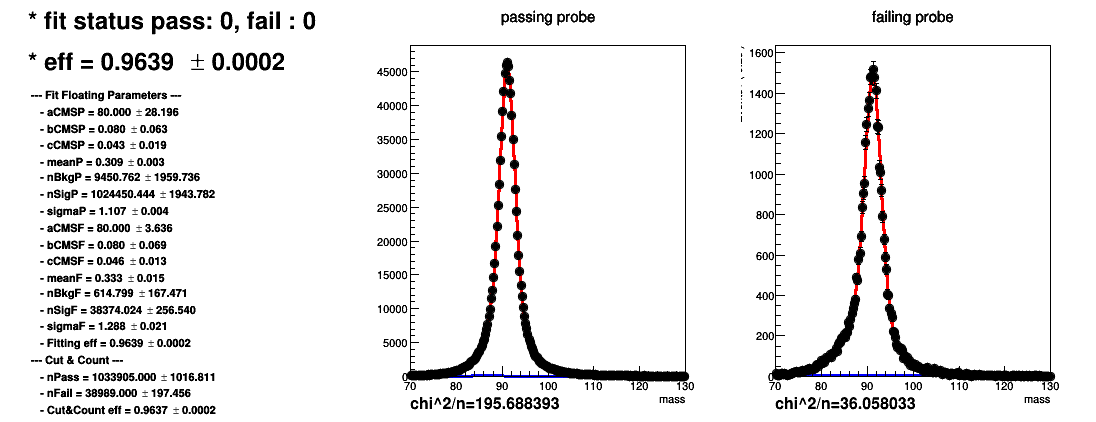 * fit status pass: 0, fail : 0
* eff = 0.9639 ± 0.0002
--- Fit Floating Parameters ---
- aCMSP = 80.000 ± 28.196
- bCMSP = 0.080 ± 0.063
- cCMSP = 0.043 ± 0.019
- meanP = 0.309 ± 0.003
- nBkgP = 9450.762 ± 1959.736
- nSigP = 1024450.444 ± 1943.782
- sigmaP = 1.107 ± 0.004
- aCMSF = 80.000 ± 3.636
- bCMSF = 0.080 ± 0.069
- cCMSF = 0.046 ± 0.013
- meanF = 0.333 ± 0.015
- nBkgF = 614.799 ± 167.471
- nSigF = 38374.024 ± 256.540
- sigmaF = 1.288 ± 0.021
- Fitting eff = 0.9639 ± 0.0002
--- Cut & Count ---
- nPass = 1033905.000 ± 1016.811
- nFail = 38989.000 ± 197.456
- Cut&Count eff = 0.9637 ± 0.0002
passing probe
45000
40000
35000
30000
25000
20000
15000
10000
5000
0
70 80 90 100 110 120 130
mass
chi^2/n=195.688393
failing probe
1600
1400
1200
1000
800
600
400
200
0
70 80 90 100 110 120 130
mass
chi^2/n=36.058033